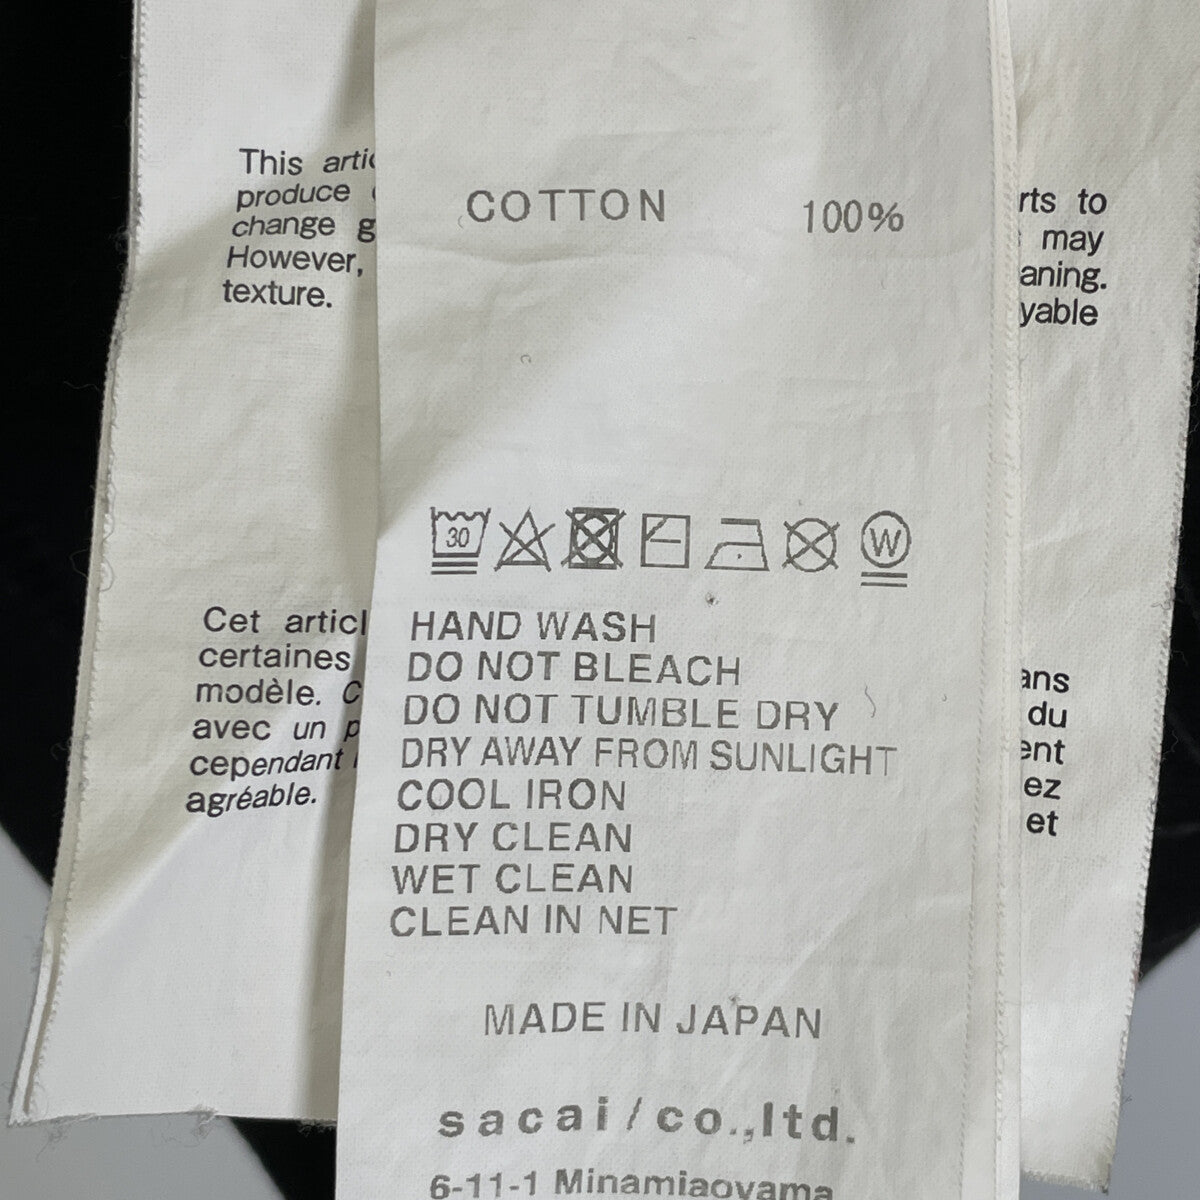 This
produce
change
However,
texture.
COTTON 100%
rts to
may
aning.
yable
30
W
HAND WASH
DO NOT BLEACH
DO NOT TUMBLE DRY
DRY AWAY FROM SUNLIGHT
COOL IRON
DRY CLEAN
WET CLEAN
CLEAN IN NET
MADE IN JAPAN
sacai/co.,ltd.
6-11-1 Minamiaoyama
Cet articl
certaines
modèle. C
avec un p
cependant
agréable.
ans
du
ent
ez
et